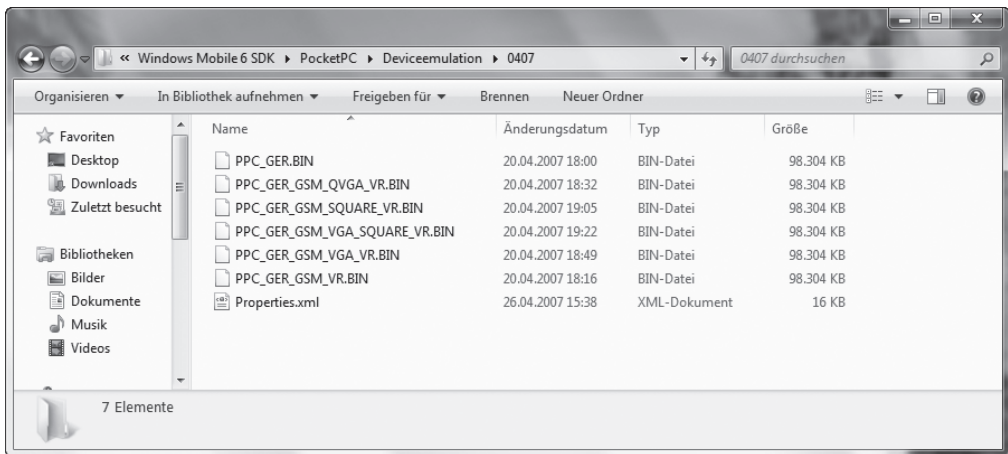 « Windows Mobile 6 SDK ▸ PocketPC ▸ Deviceemulation ▸ 0407
0407 durchsuchen
Organisieren In Bibliothek aufnehmen Freigeben für Brennen Neuer Ordner
Favoriten
Desktop
Downloads
Zuletzt besucht
Bibliotheken
Bilder
Dokumente
Musik
Videos
Name Änderungsdatum Typ Größe
PPC_GER.BIN 20.04.2007 18:00 BIN-Datei 98.304 KB
PPC_GER_GSM_QVGA_VR.BIN 20.04.2007 18:32 BIN-Datei 98.304 KB
PPC_GER_GSM_SQUARE_VR.BIN 20.04.2007 19:05 BIN-Datei 98.304 KB
PPC_GER_GSM_VGA_SQUARE_VR.BIN 20.04.2007 19:22 BIN-Datei 98.304 KB
PPC_GER_GSM_VGA_VR.BIN 20.04.2007 18:49 BIN-Datei 98.304 KB
PPC_GER_GSM_VR.BIN 20.04.2007 18:16 BIN-Datei 98.304 KB
Properties.xml 26.04.2007 15:38 XML-Dokument 16 KB
7 Elemente